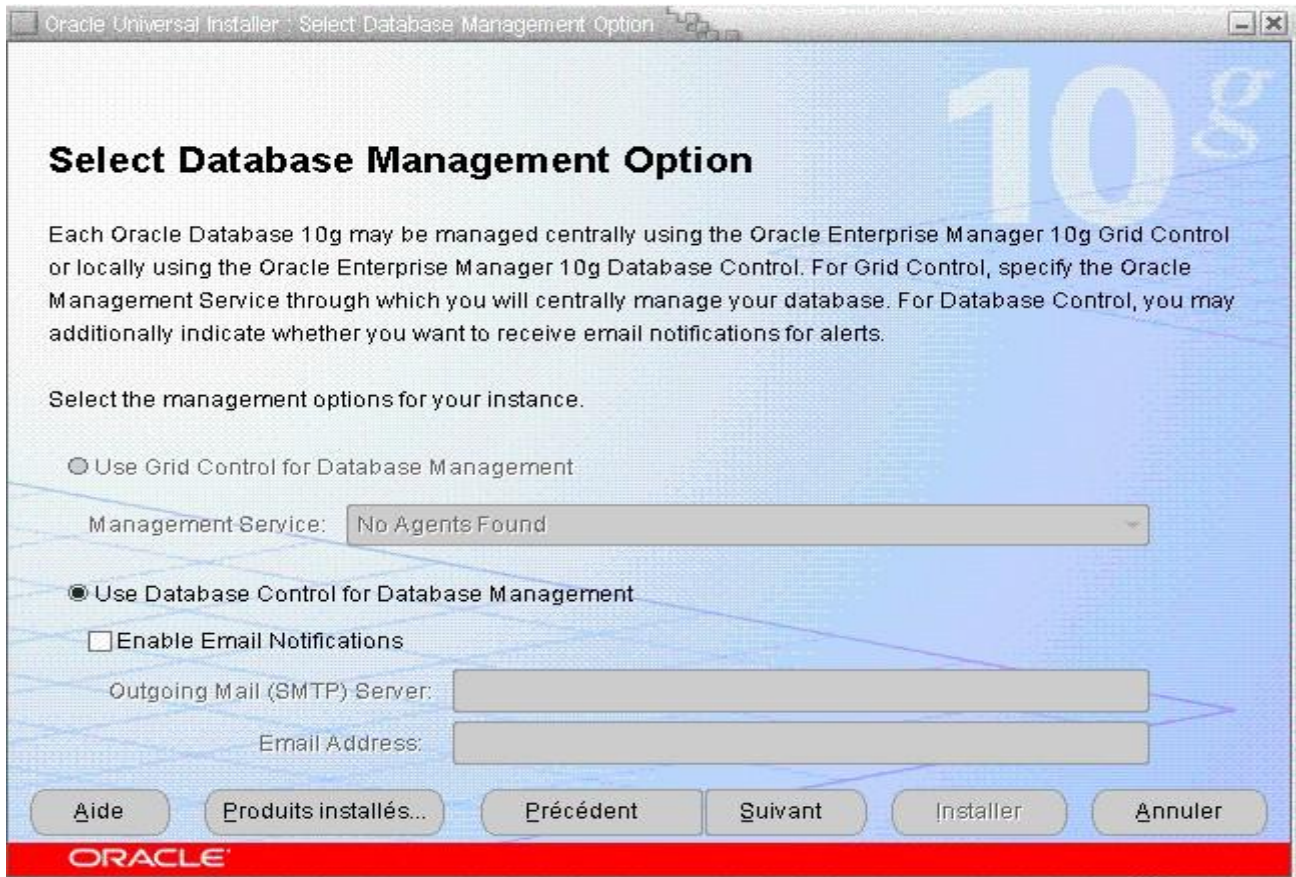 Oracle Universal Installer : Select Database Management Option
10g
Select Database Management Option
Each Oracle Database 10g may be managed centrally using the Oracle Enterprise Manager 10g Grid Control
or locally using the Oracle Enterprise Manager 10g Database Control. For Grid Control, specify the Oracle
Management Service through which you will centrally manage your database. For Database Control, you may
additionally indicate whether you want to receive email notifications for alerts.
Select the management options for your instance.
Use Grid Control for Database Management
Management Service: No Agents Found
Use Database Control for Database Management
Enable Email Notifications
Outgoing Mail (SMTP) Server:
Email Address:
Aide Produits installés... Précédent Suivant Installer Annuler
ORACLE